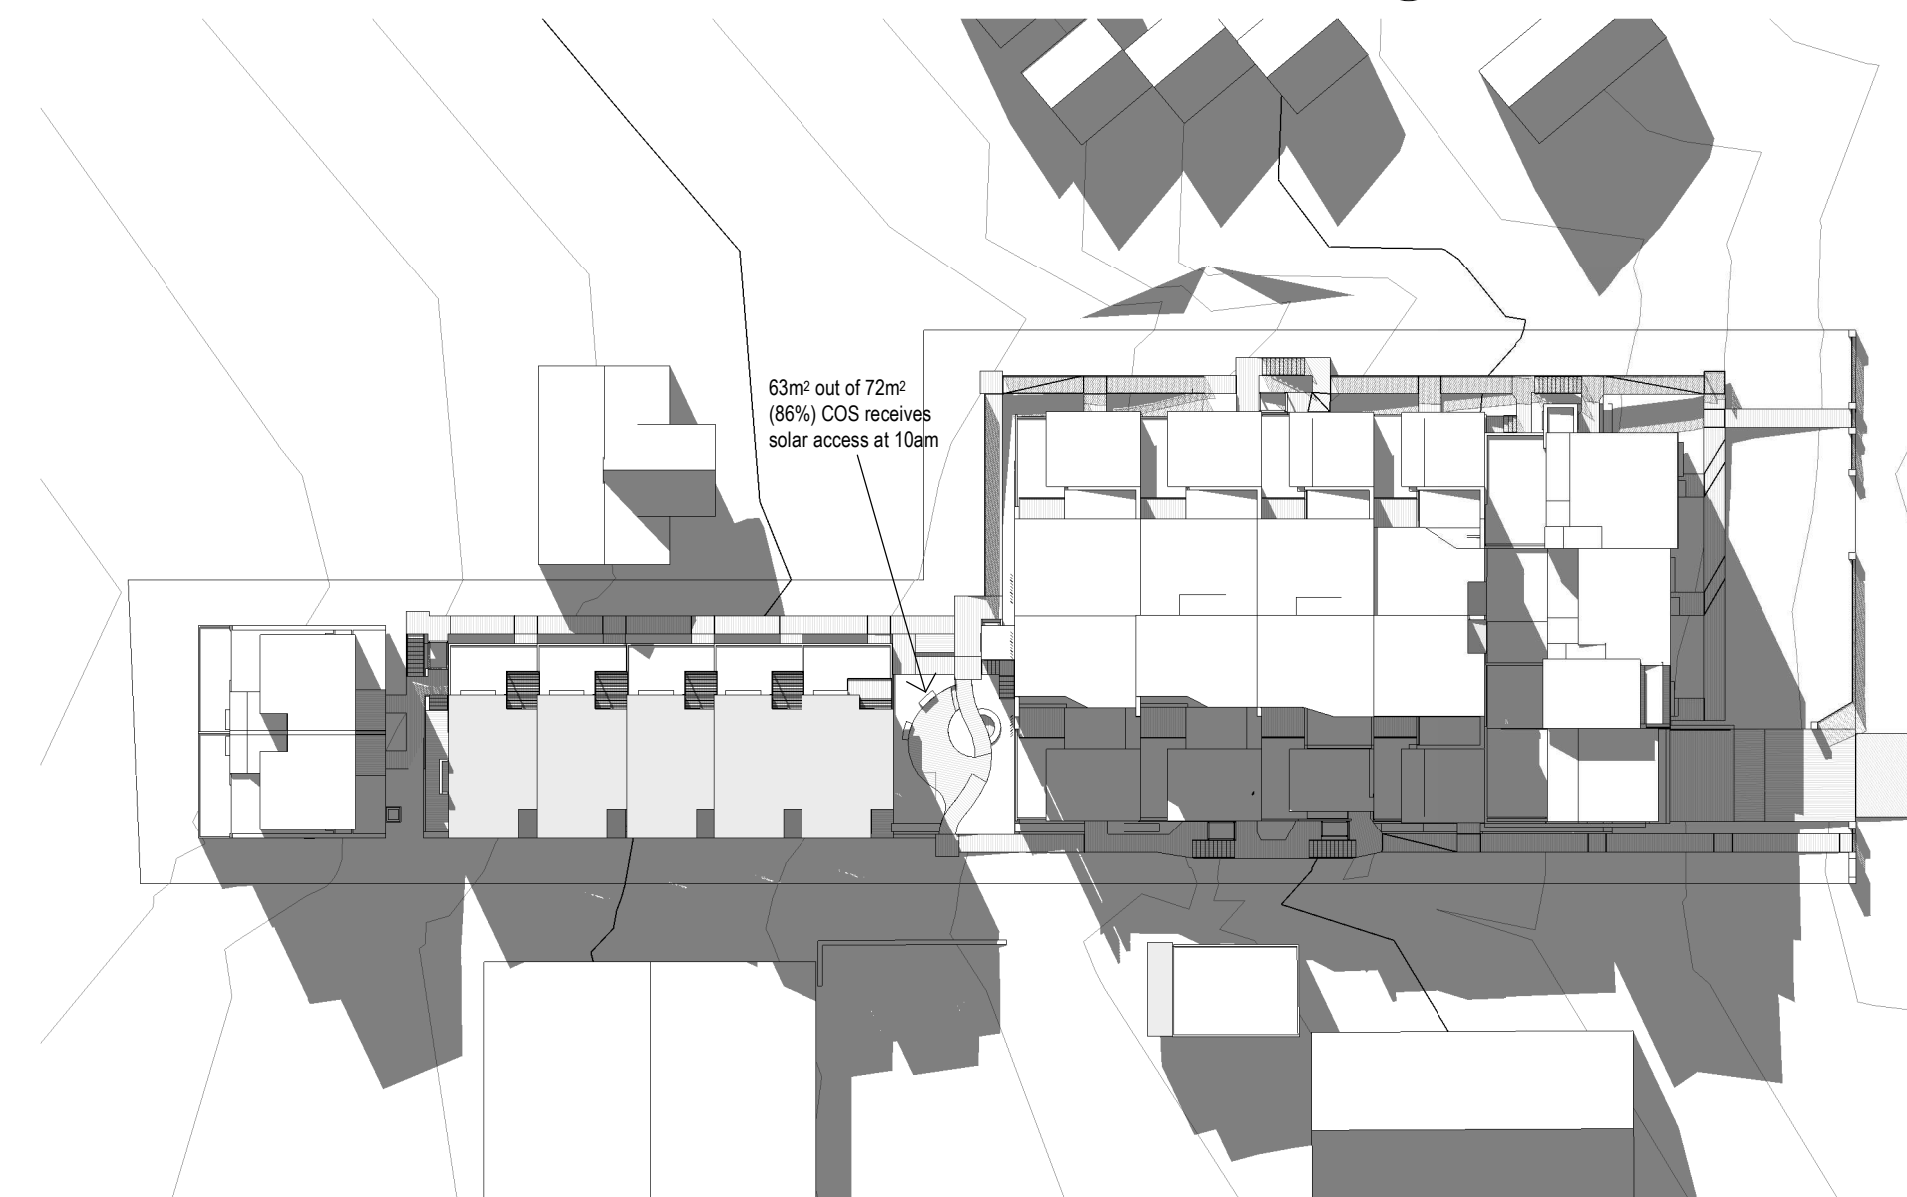 63m² out of 72m²
(86%) COS receives
solar access at 10am